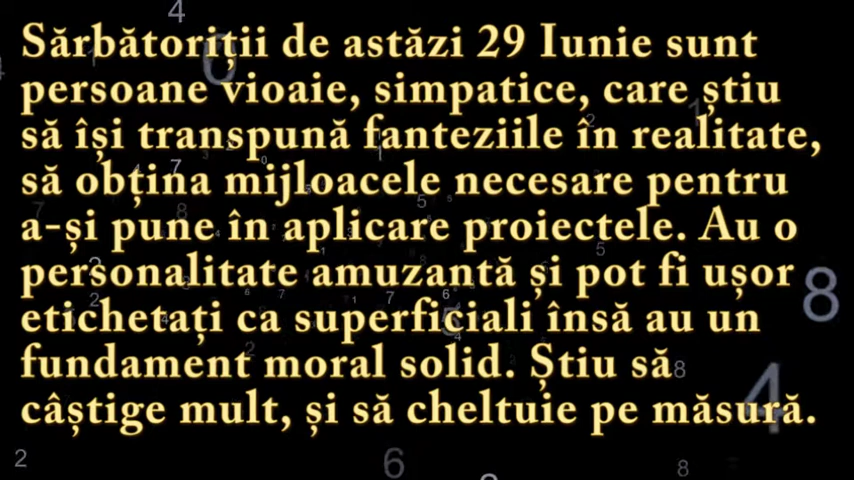 Sărbătoriții de astăzi 29 Iunie sunt
persoane vioaie, simpatice, care știu
să își transpună fanteziile în realitate,
să obțina mijloacele necesare pentru
a-și pune în aplicare proiectele. Au o
personalitate amuzantă și pot fi ușor
etichetați ca superficiali însă au un
fundament moral solid. Știu să
câștige mult, și să cheltuie pe măsură.